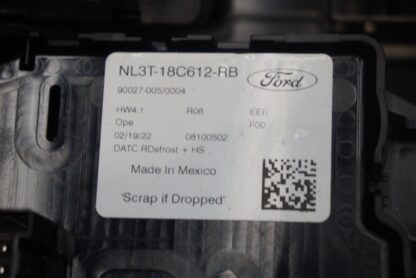 NL3T-18C612-RB
Ford
90027-005/0004
HW4.1 R06 EE0
Ope F00
02/19/22 08100502
DATC RDefrost + HS
Made In Mexico
'Scrap if Dropped'